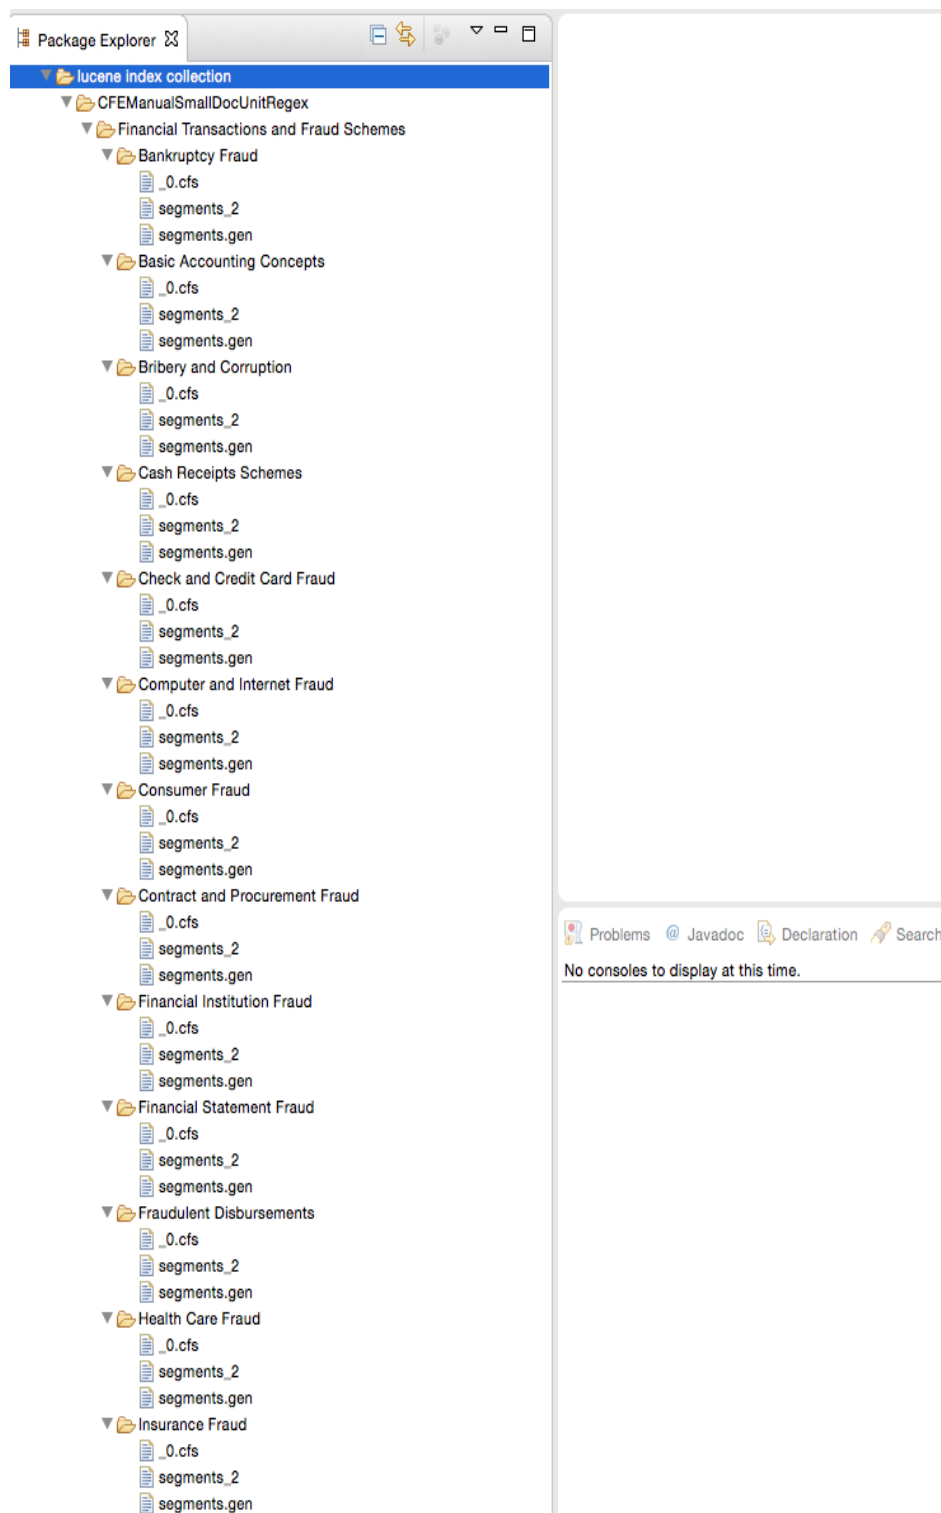 Package Explorer
lucene index collection
CFEManualSmallDocUnitRegex
Financial Transactions and Fraud Schemes
Bankruptcy Fraud
_0.cfs
segments_2
segments.gen
Basic Accounting Concepts
_0.cfs
segments_2
segments.gen
Bribery and Corruption
_0.cfs
segments_2
segments.gen
Cash Receipts Schemes
_0.cfs
segments_2
segments.gen
Check and Credit Card Fraud
_0.cfs
segments_2
segments.gen
Computer and Internet Fraud
_0.cfs
segments_2
segments.gen
Consumer Fraud
_0.cfs
segments_2
segments.gen
Contract and Procurement Fraud
_0.cfs
segments_2
segments.gen
Financial Institution Fraud
_0.cfs
segments_2
segments.gen
Financial Statement Fraud
_0.cfs
segments_2
segments.gen
Fraudulent Disbursements
_0.cfs
segments_2
segments.gen
Health Care Fraud
_0.cfs
segments_2
segments.gen
Insurance Fraud
_0.cfs
segments_2
segments.gen
Problems @ Javadoc Declaration Search
No consoles to display at this time.